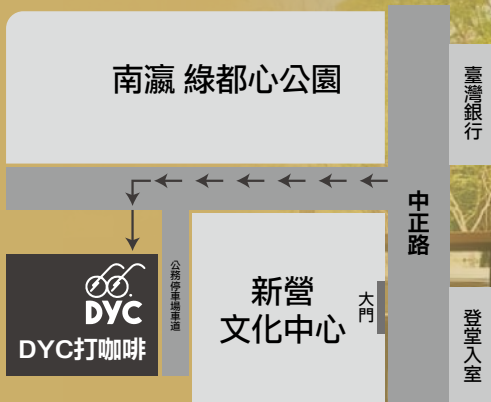 南瀛 綠都心公園
臺灣銀行
中正路
公務停車場車道
DYC
DYC打咖啡
新營
文化中心
大門
登堂入室